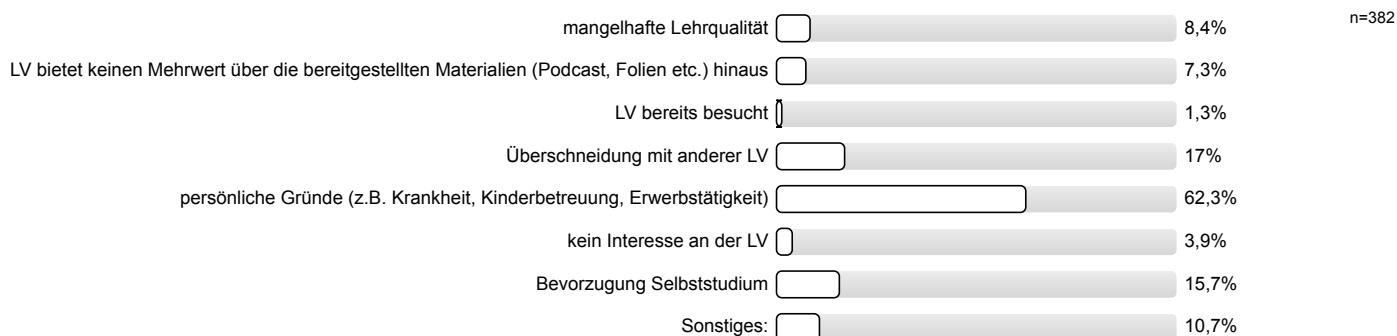 mangelhafte Lehrqualität 8,4% n=382
LV bietet keinen Mehrwert über die bereitgestellten Materialien (Podcast, Folien etc.) hinaus 7,3%
LV bereits besucht 1,3%
Überschneidung mit anderer LV 17%
persönliche Gründe (z.B. Krankheit, Kinderbetreuung, Erwerbstätigkeit) 62,3%
kein Interesse an der LV 3,9%
Bevorzugung Selbststudium 15,7%
Sonstiges: 10,7%